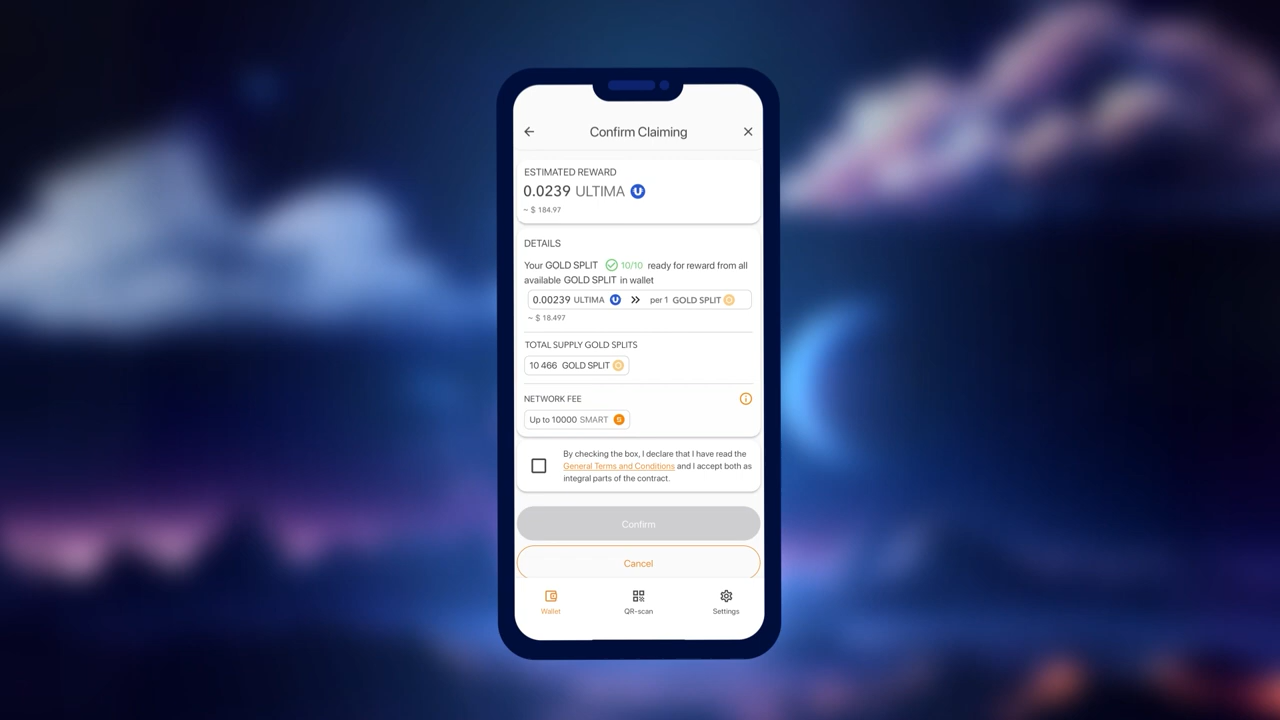 Confirm Claiming
ESTIMATED REWARD
0.0239 ULTIMA
~ $ 184.97
DETAILS
Your GOLD SPLIT 10/10 ready for reward from all
available GOLD SPLIT in wallet
0.00239 ULTIMA per 1 GOLD SPLIT
~ $ 18.497
TOTAL SUPPLY GOLD SPLITS
10 466 GOLD SPLIT
NETWORK FEE
Up to 10000 SMART
By checking the box, I declare that I have read the
General Terms and Conditions and I accept both as
integral parts of the contract.
Confirm
Cancel
Wallet QR-scan Settings